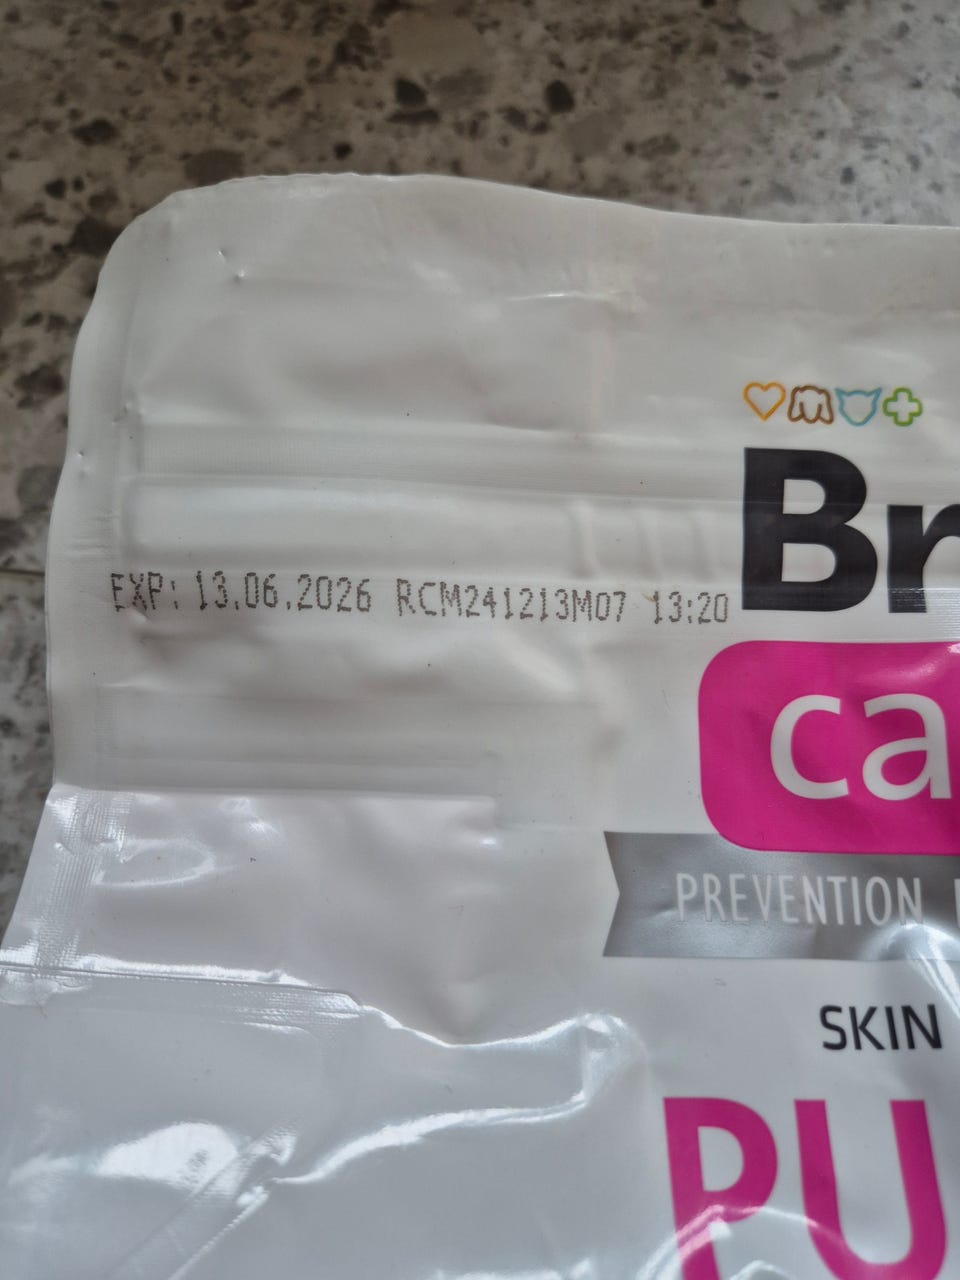 EXP: 13.06.2026 RCM241213M07 13:20
Br
ca
PREVENTION
SKIN
PU